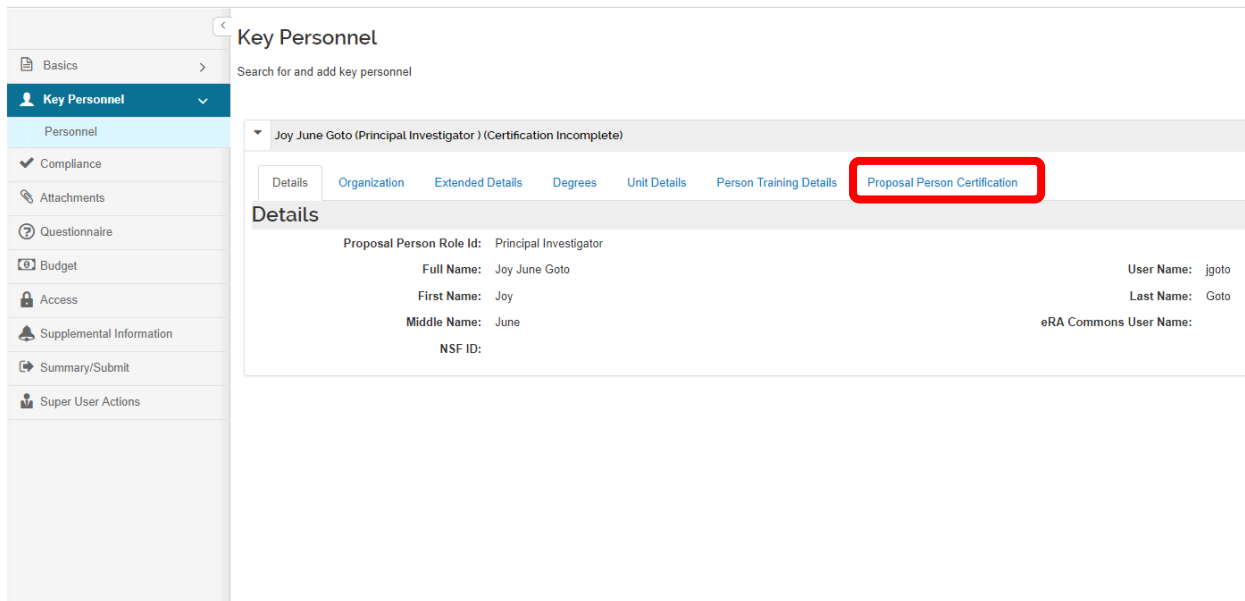 Key Personnel
Search for and add key personnel
Basics
Key Personnel
Personnel
Compliance
Attachments
Questionnaire
Budget
Access
Supplemental Information
Summary/Submit
Super User Actions
Joy June Goto (Principal Investigator ) (Certification Incomplete)
Details Organization Extended Details Degrees Unit Details Person Training Details Proposal Person Certification
Details
Proposal Person Role Id: Principal Investigator
Full Name: Joy June Goto User Name: jgoto
First Name: Joy Last Name: Goto
Middle Name: June eRA Commons User Name:
NSF ID: